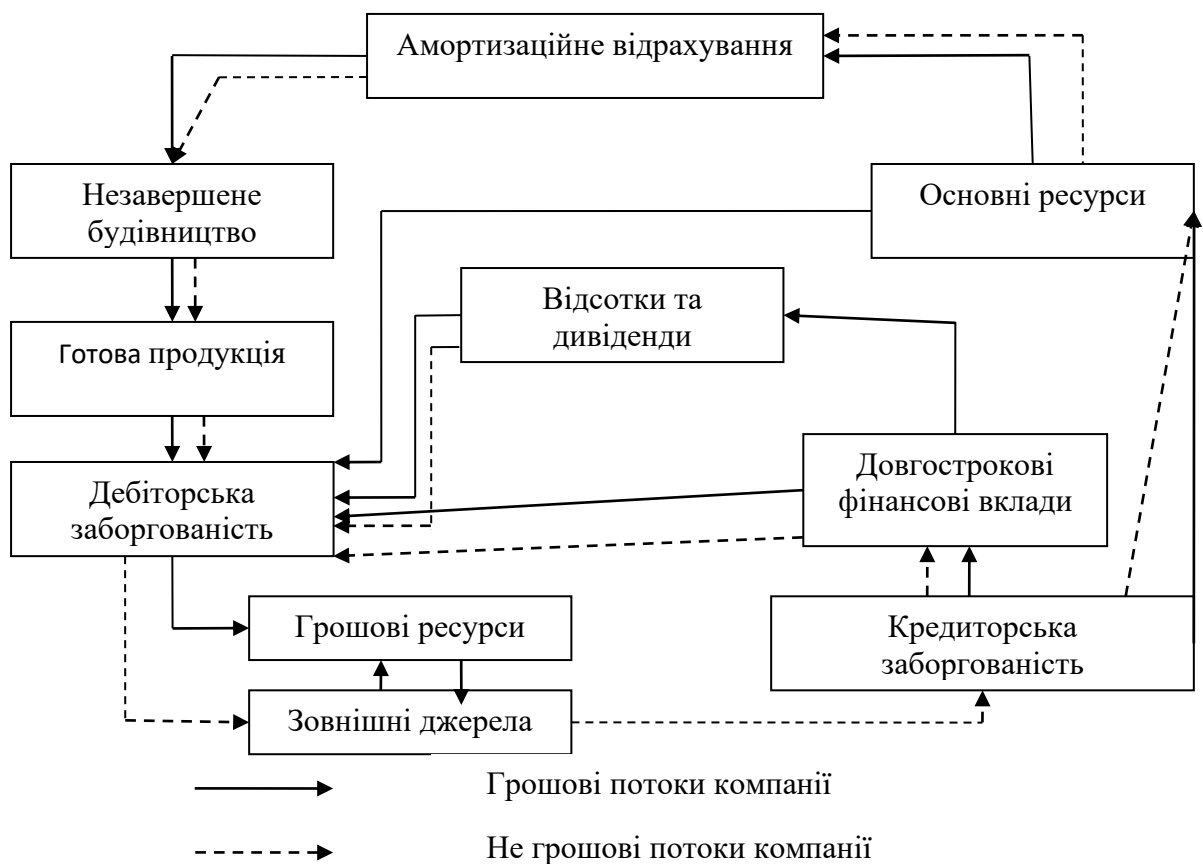 Амортизаційне відрахування
Незавершене
будівництво
Основні ресурси
Відсотки та
дивіденди
Готова продукція
Довгострокові
фінансові вклади
Дебіторська
заборгованість
Грошові ресурси
Кредиторська
заборгованість
Зовнішні джерела
Грошові потоки компанії
Не грошові потоки компанії